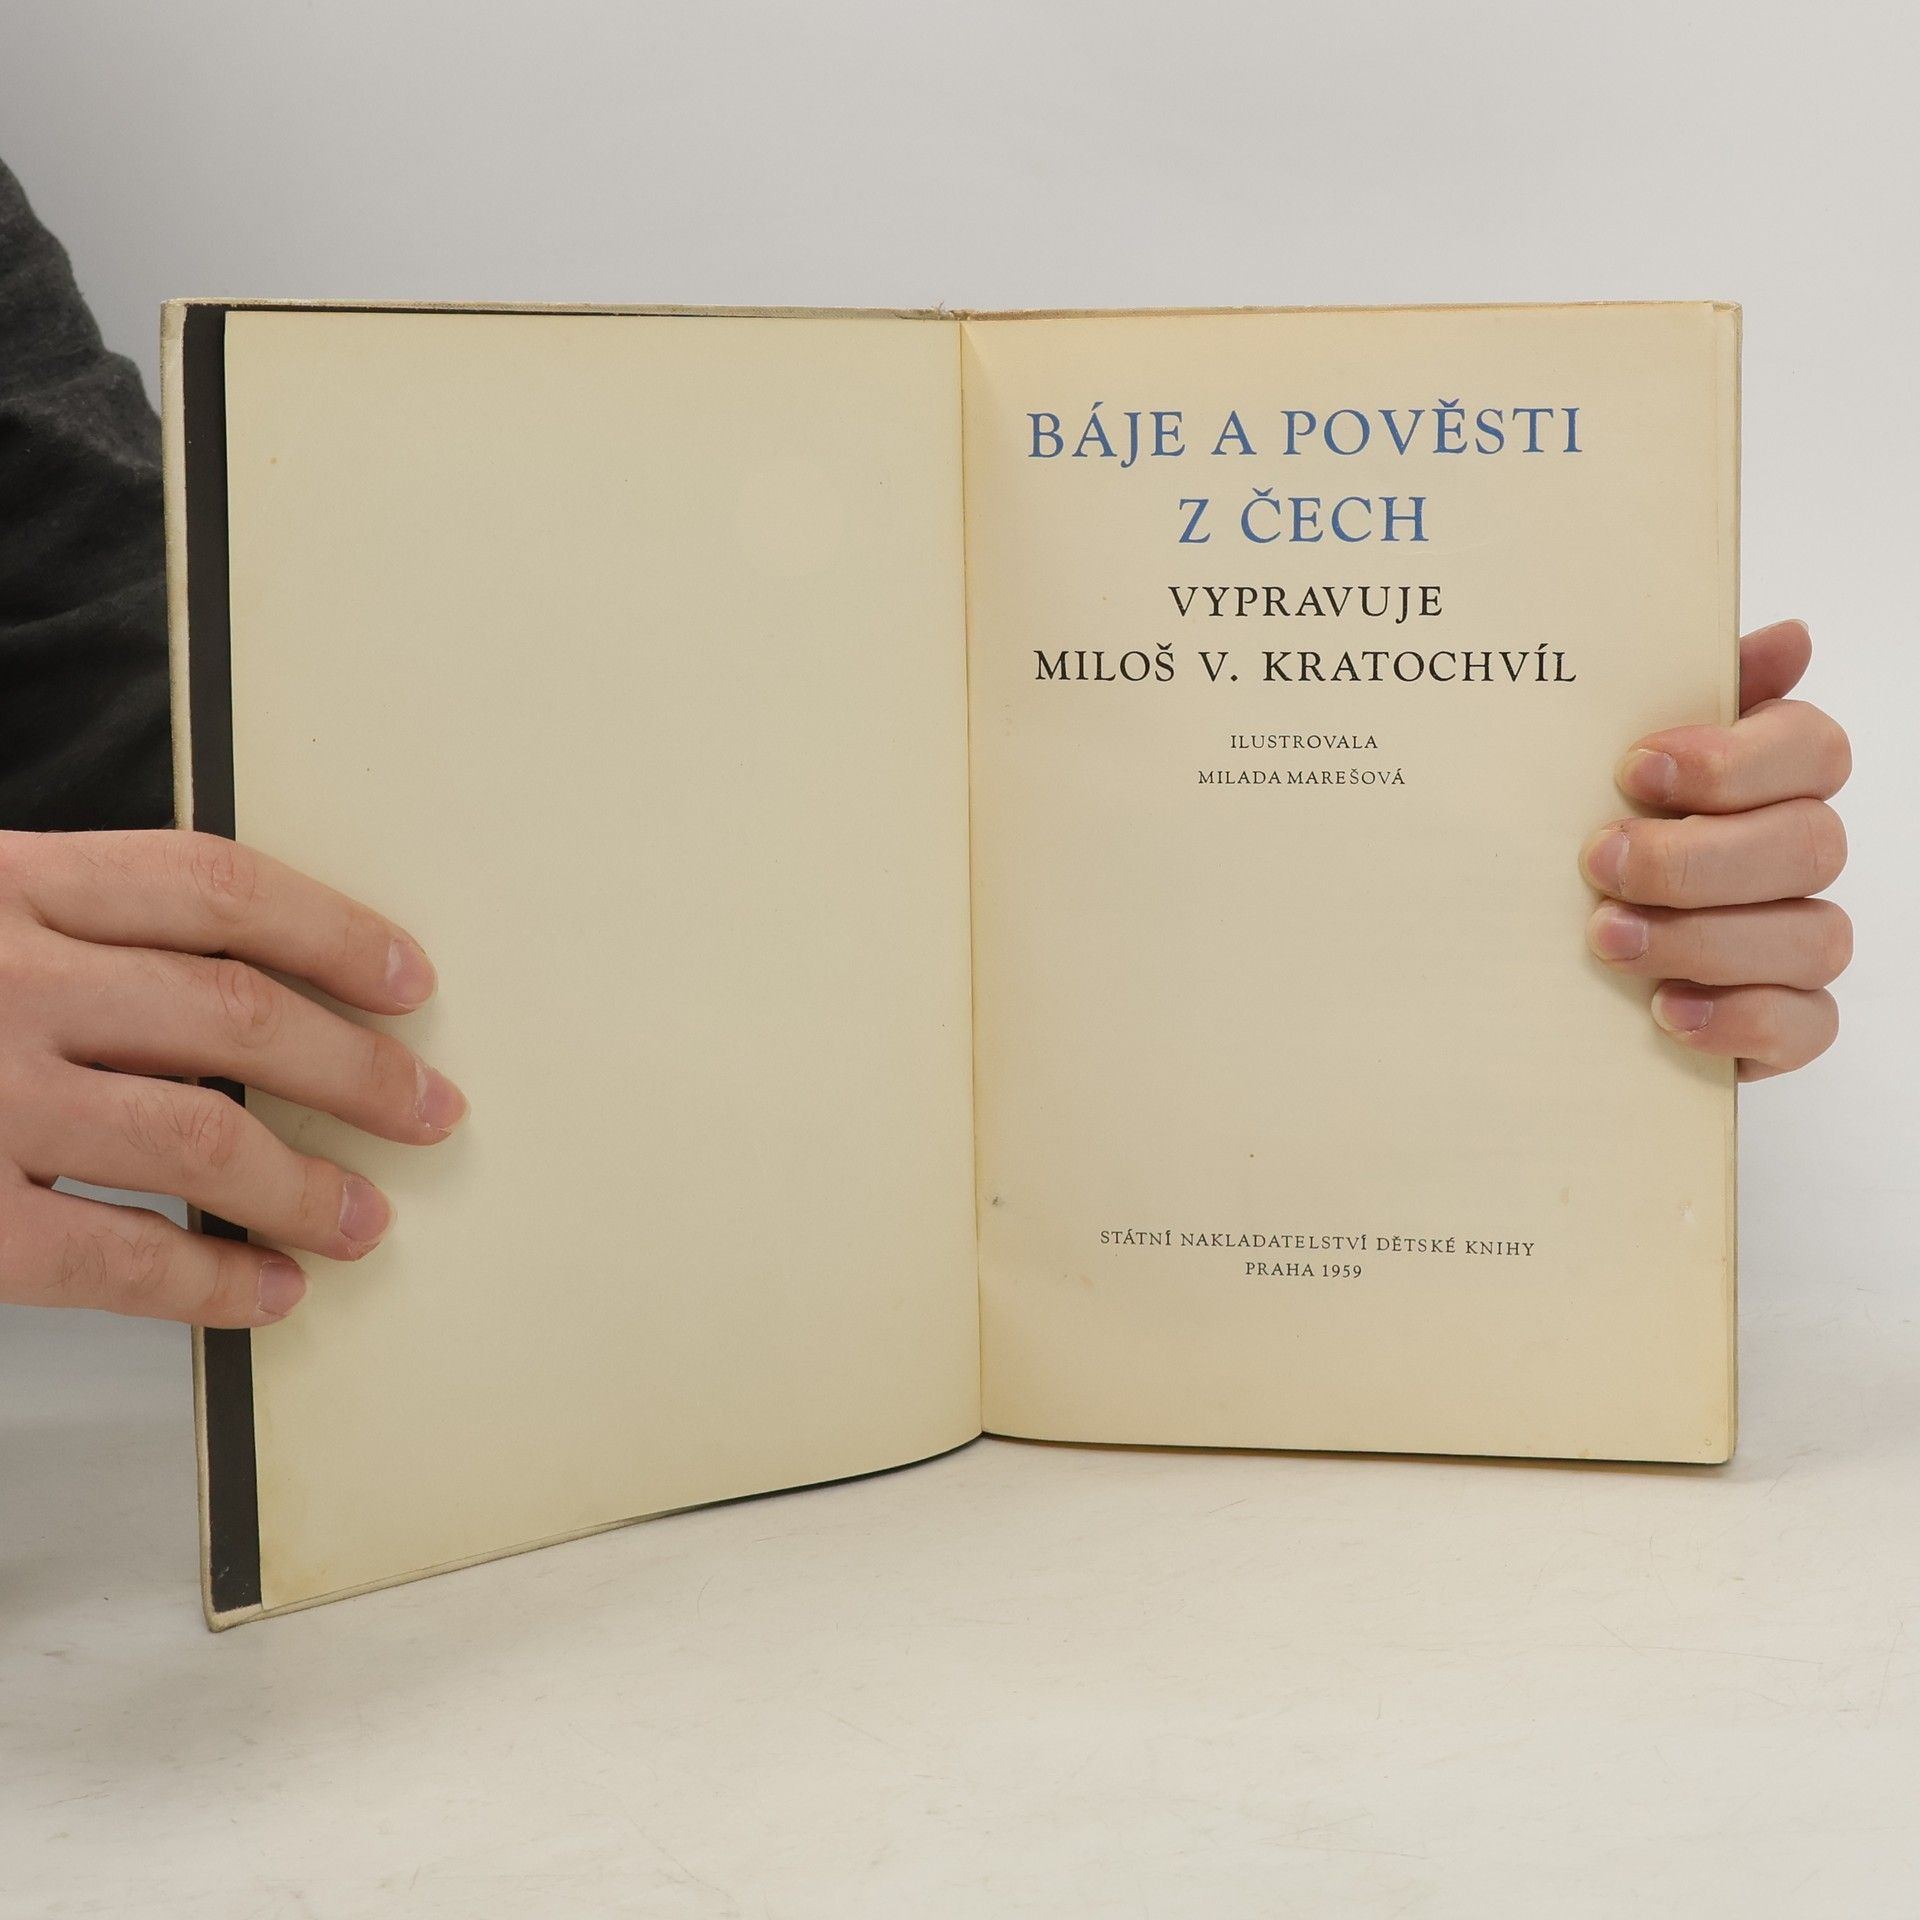 BÁJE A POVĚSTI
Z ČECH
VYPRAVUJE
MILOŠ V. KRATOCHVÍL
ILUSTROVALA
MILADA MAREŠOVÁ
STÁTNÍ NAKLADATELSTVÍ DĚTSKÉ KNIHY
PRAHA 1959